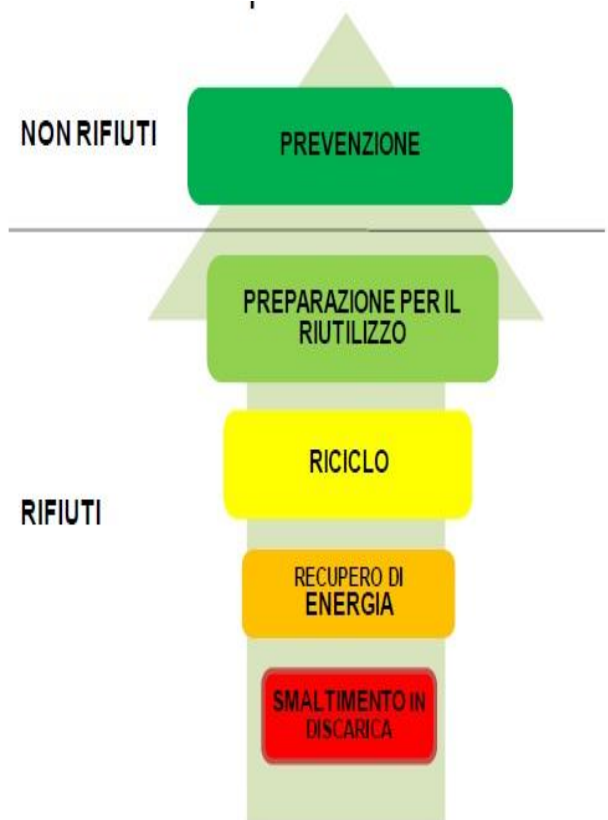 NON RIFIUTI
PREVENZIONE
PREPARAZIONE PER IL
RIUTILIZZO
RICICLO
RIFIUTI
RECUPERO DI
ENERGIA
SMALTIMENTO IN
DISCARICA